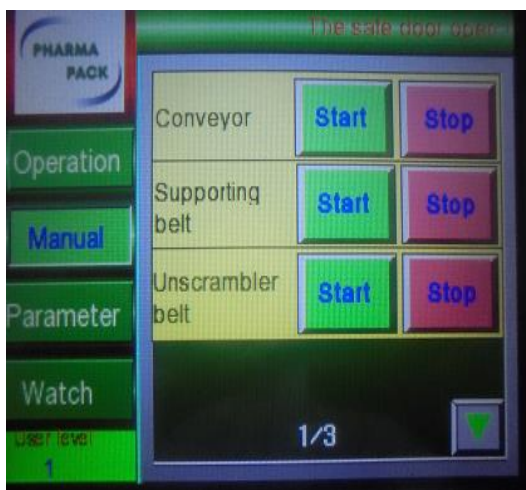 PHARMA
PACK
The safe door open
Operation
Manual
Parameter
Watch
User level
1
Conveyor
Start
Stop
Supporting
belt
Start
Stop
Unscrambler
belt
Start
Stop
1/3